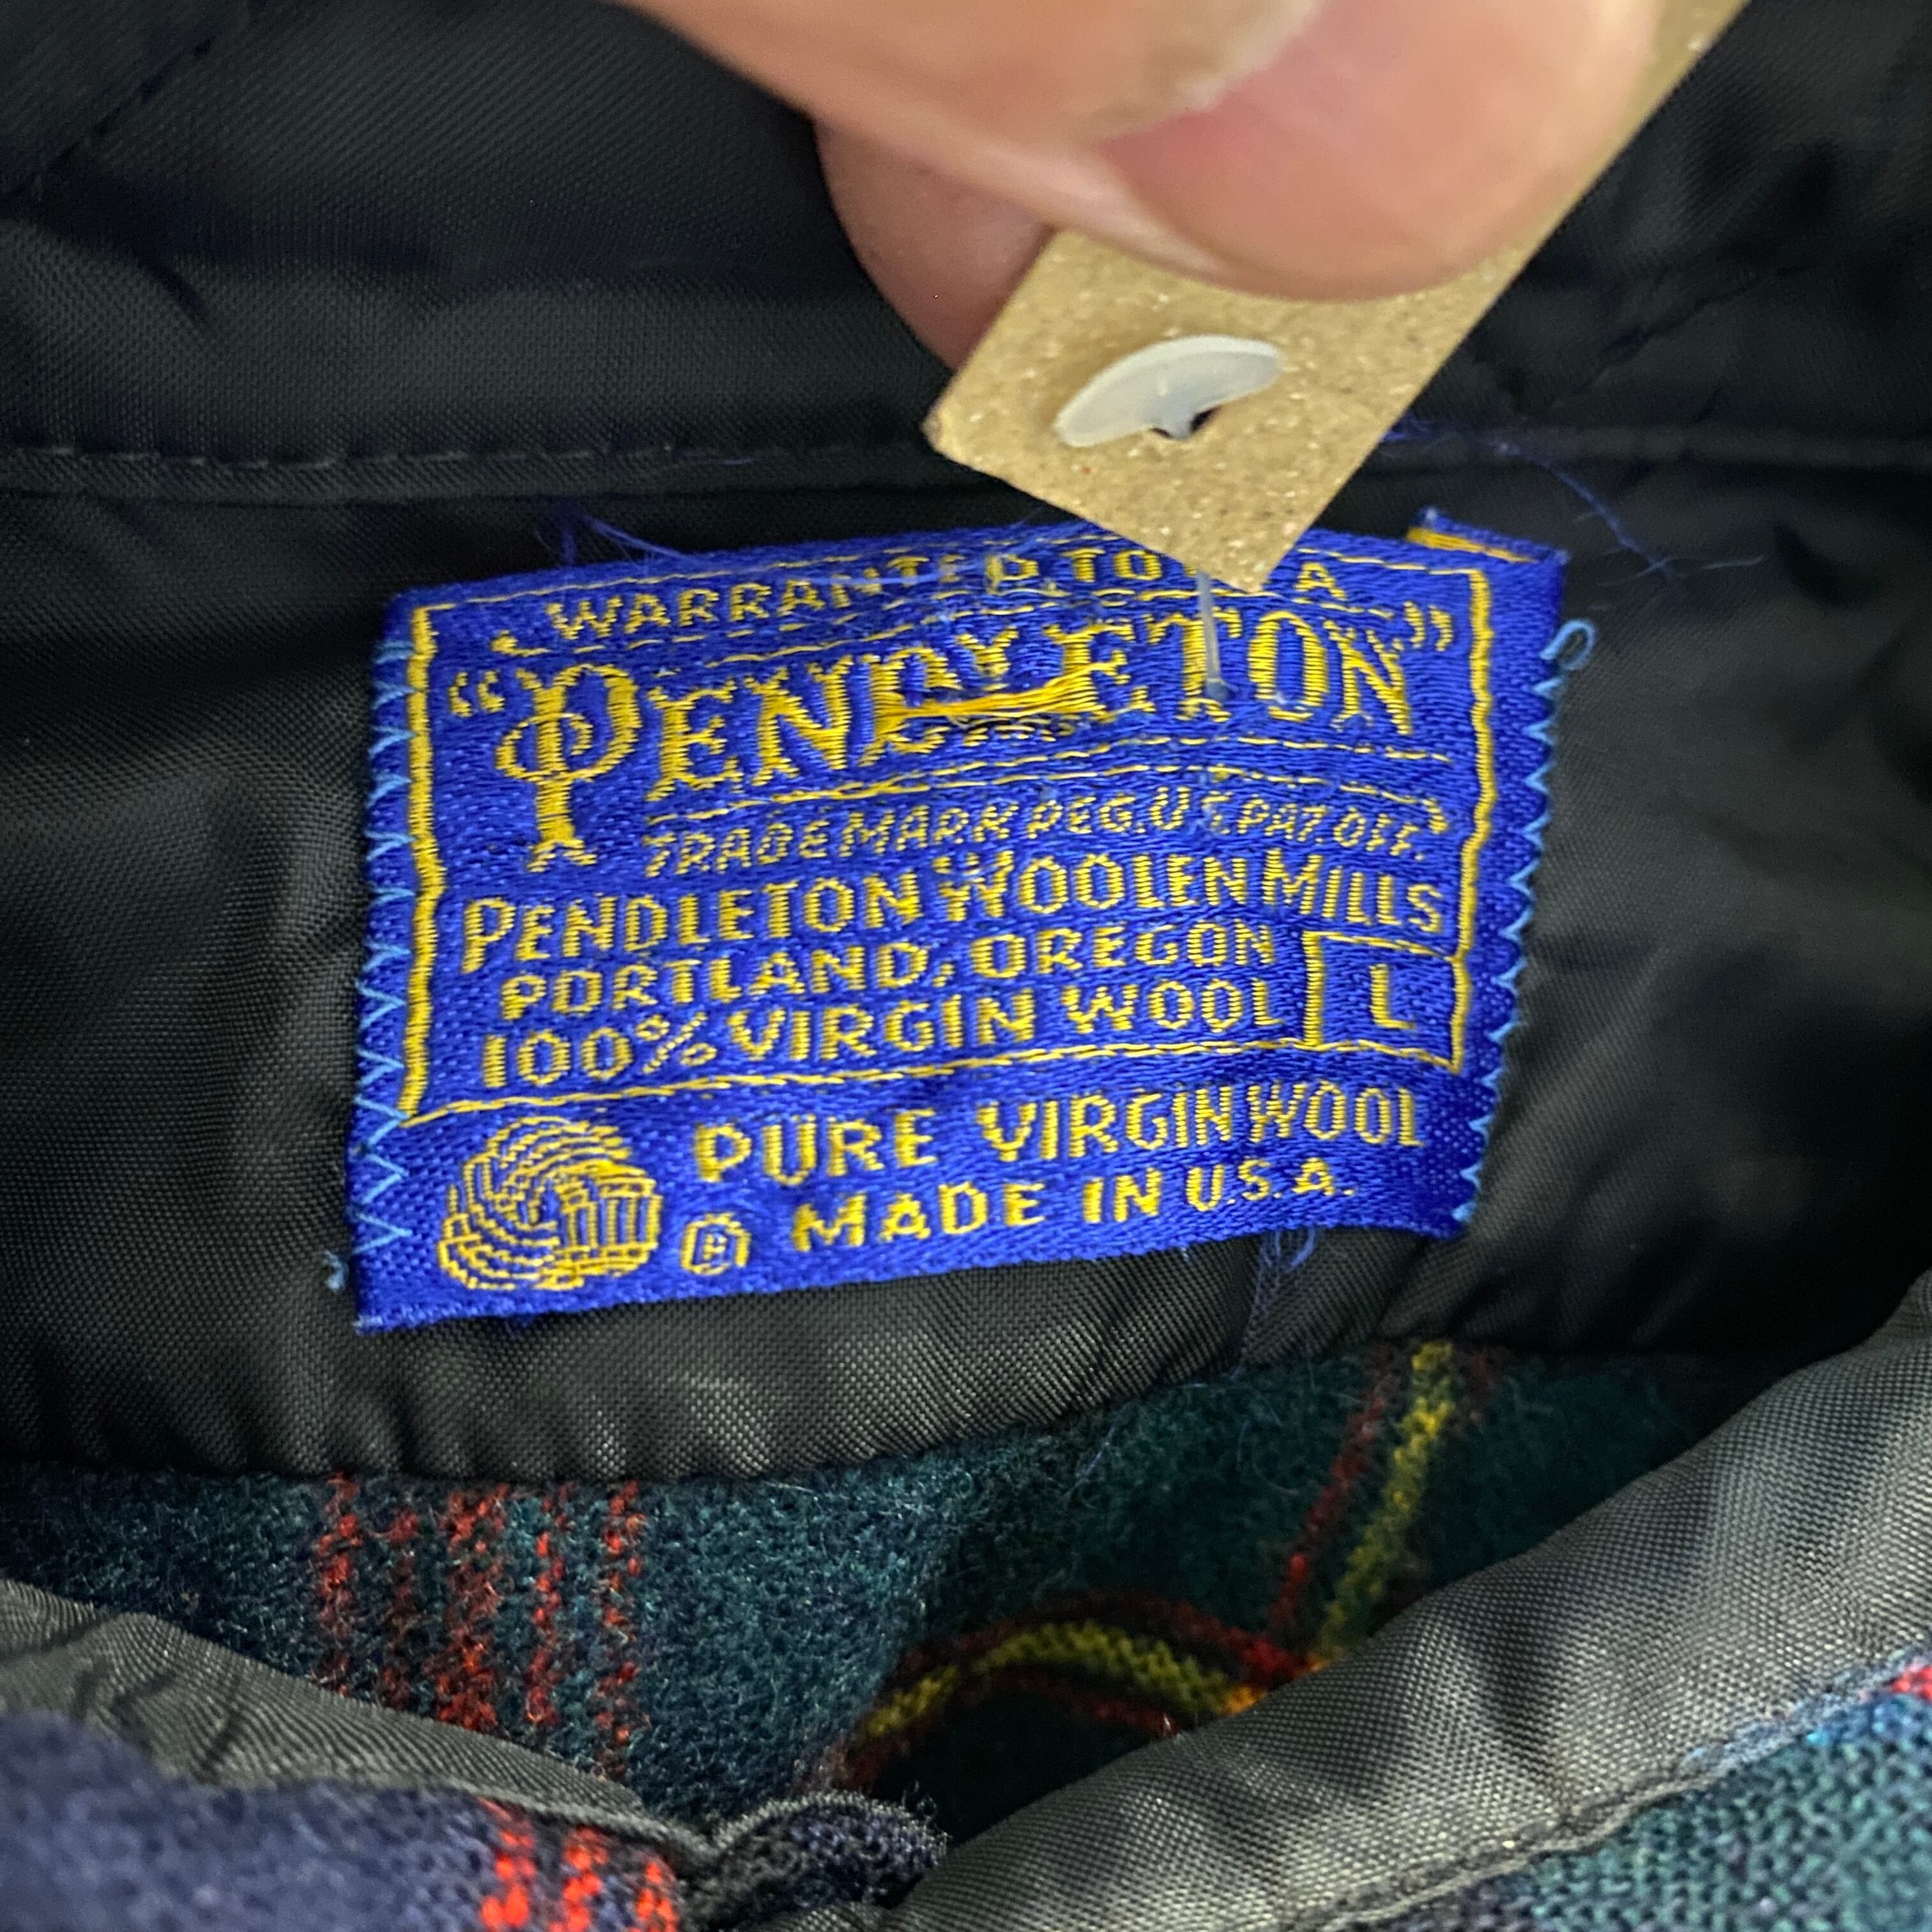 WARRANTED TO A
"PENDLETON"
TRADE MARK REG. U.S. PAT. OFF.
PENDLETON WOOLEN MILLS
PORTLAND, OREGON
100% VIRGIN WOOL L
PURE VIRGIN WOOL
® MADE IN U.S.A.